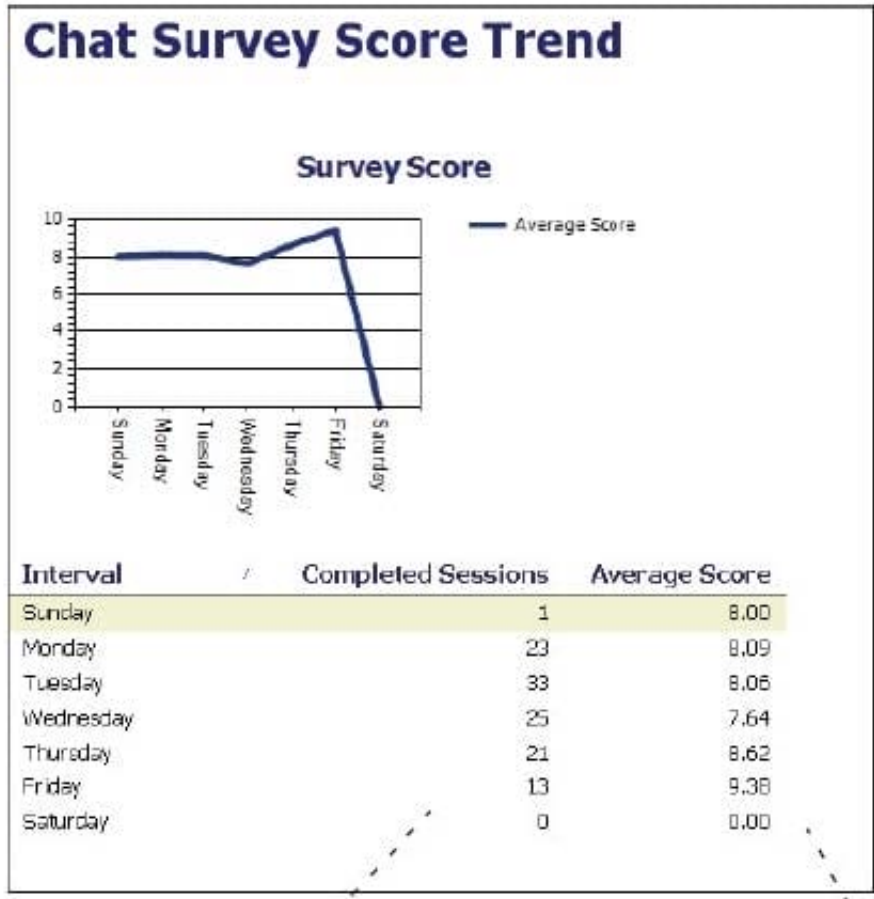 Chat Survey Score Trend
Survey Score
Average Score
10
8
6
4
2
0
Sunday
Monday
Tuesday
Wednesday
Thursday
Friday
Saturday
Interval / Completed Sessions Average Score
Sunday 1 8.00
Monday 23 8.09
Tuesday 33 8.06
Wednesday 25 7.64
Thursday 21 8.62
Friday 13 9.38
Saturday 0 0.00